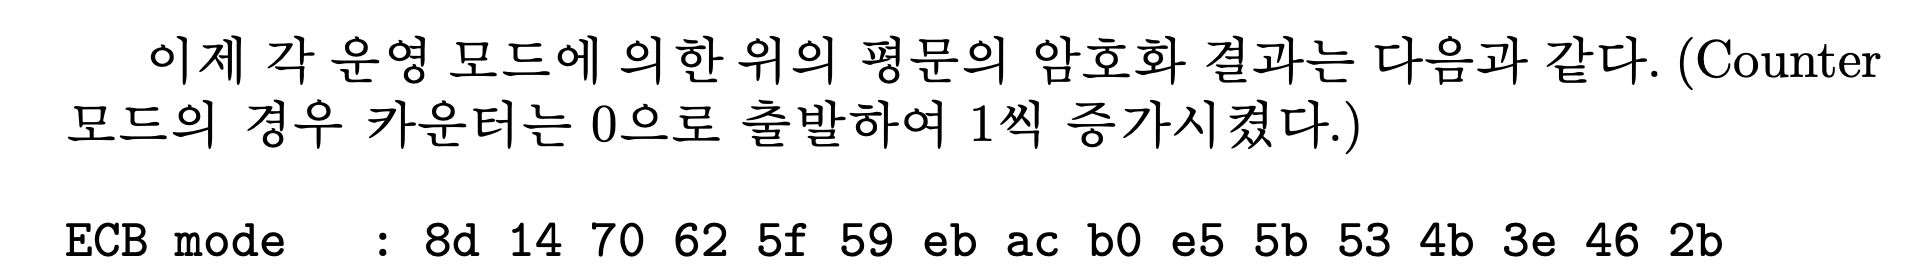 이제 각 운영 모드에 의한 위의 평문의 암호화 결과는 다음과 같다. (Counter
모드의 경우 카운터는 0으로 출발하여 1씩 증가시켰다.)
ECB mode   : 8d 14 70 62 5f 59 eb ac b0 e5 5b 53 4b 3e 46 2b